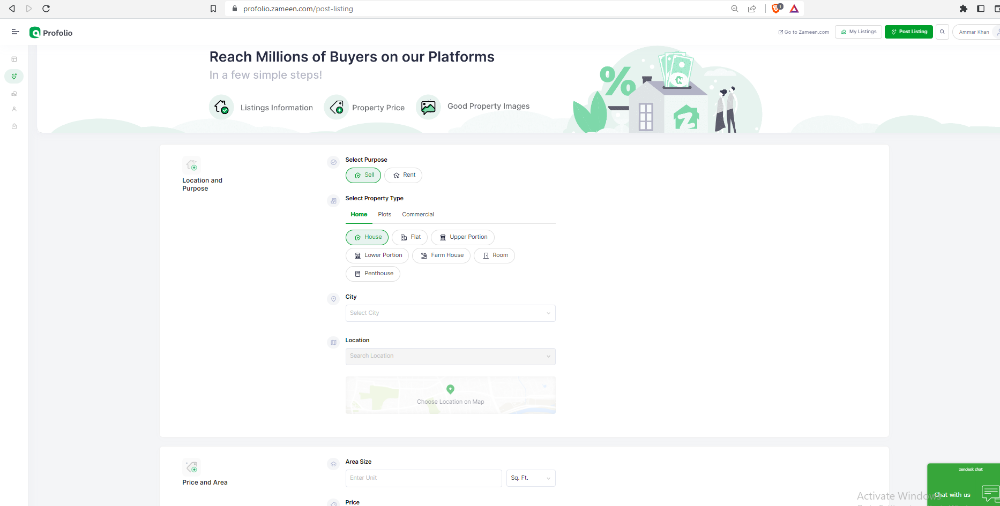 profolio.zameen.com/post-listing
1
Profolio
Go to Zameen.com
My Listings
Post Listing
Ammar Khan
Reach Millions of Buyers on our Platforms
In a few simple steps!
%
Listings Information
Property Price
Good Property Images
Location and
Purpose
Select Purpose
Sell
Rent
Select Property Type
Home
Plots
Commercial
House
Flat
Upper Portion
Lower Portion
Farm House
Room
Penthouse
City
Select City
Location
Search Location
Choose Location on Map
Price and Area
Area Size
Enter Unit
Sq. Ft.
Price
zendesk chat
Chat with us
Activate Windows